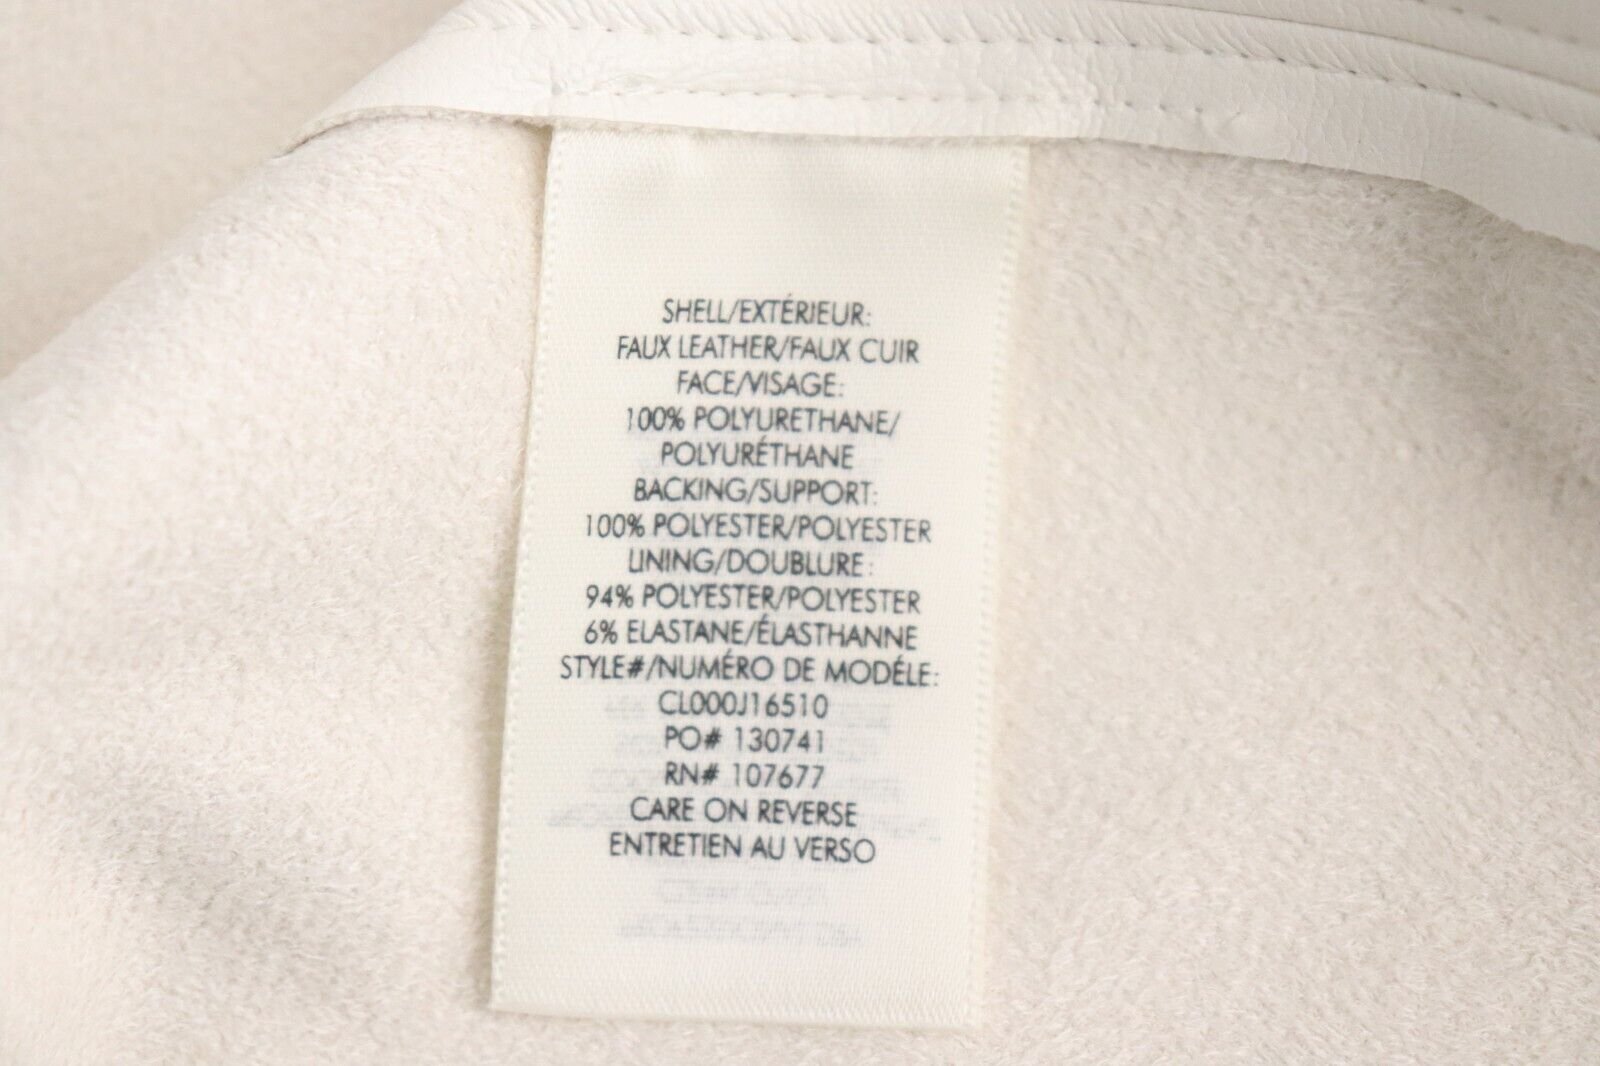 SHELL/EXTÉRIEUR:
FAUX LEATHER/FAUX CUIR
FACE/VISAGE:
100% POLYURETHANE/
POLYURÉTHANE
BACKING/SUPPORT:
100% POLYESTER/POLYESTER
LINING/DOUBLURE:
94% POLYESTER/POLYESTER
6% ELASTANE/ÉLASTHANNE
STYLE#/NUMÉRO DE MODÉLE:
CL000J16510
PO# 130741
RN# 107677
CARE ON REVERSE
ENTRETIEN AU VERSO